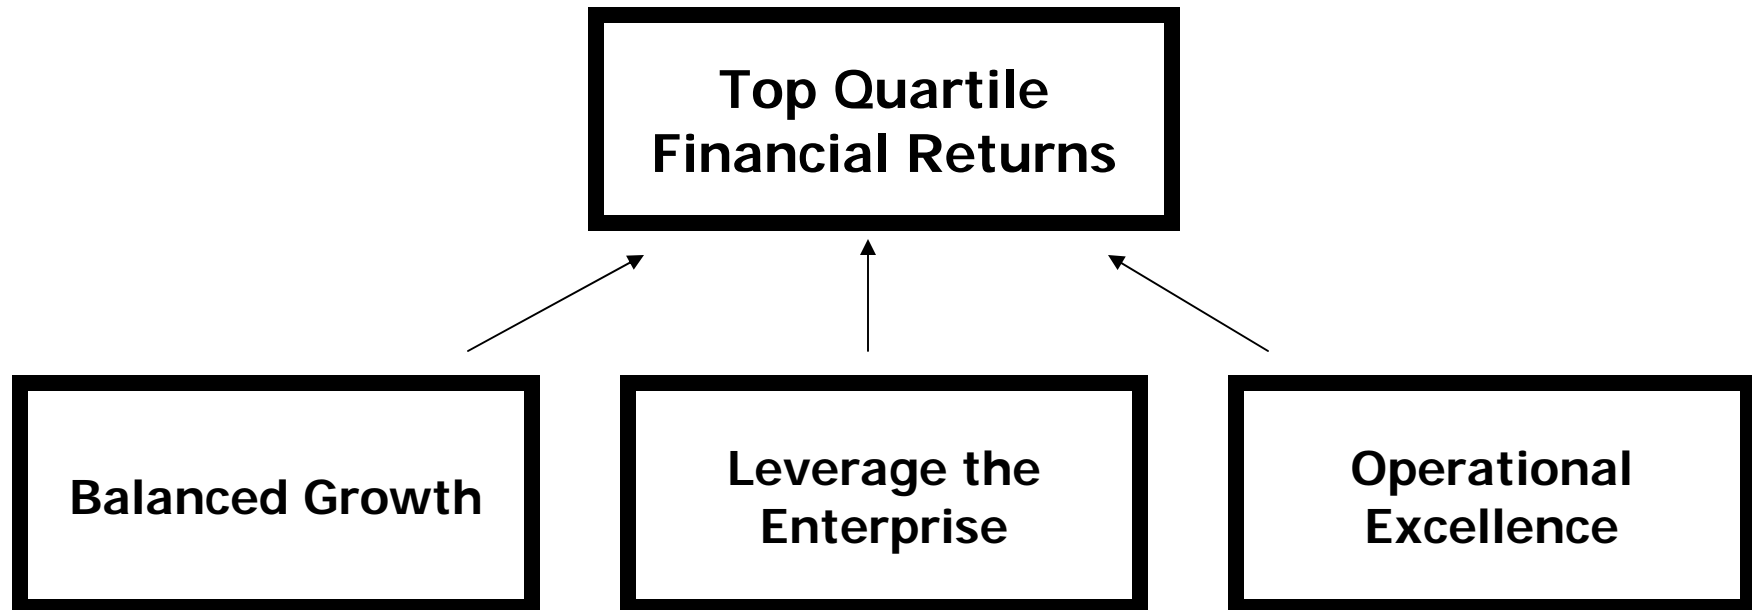 Top Quartile
Financial Returns
Balanced Growth
Leverage the
Enterprise
Operational
Excellence